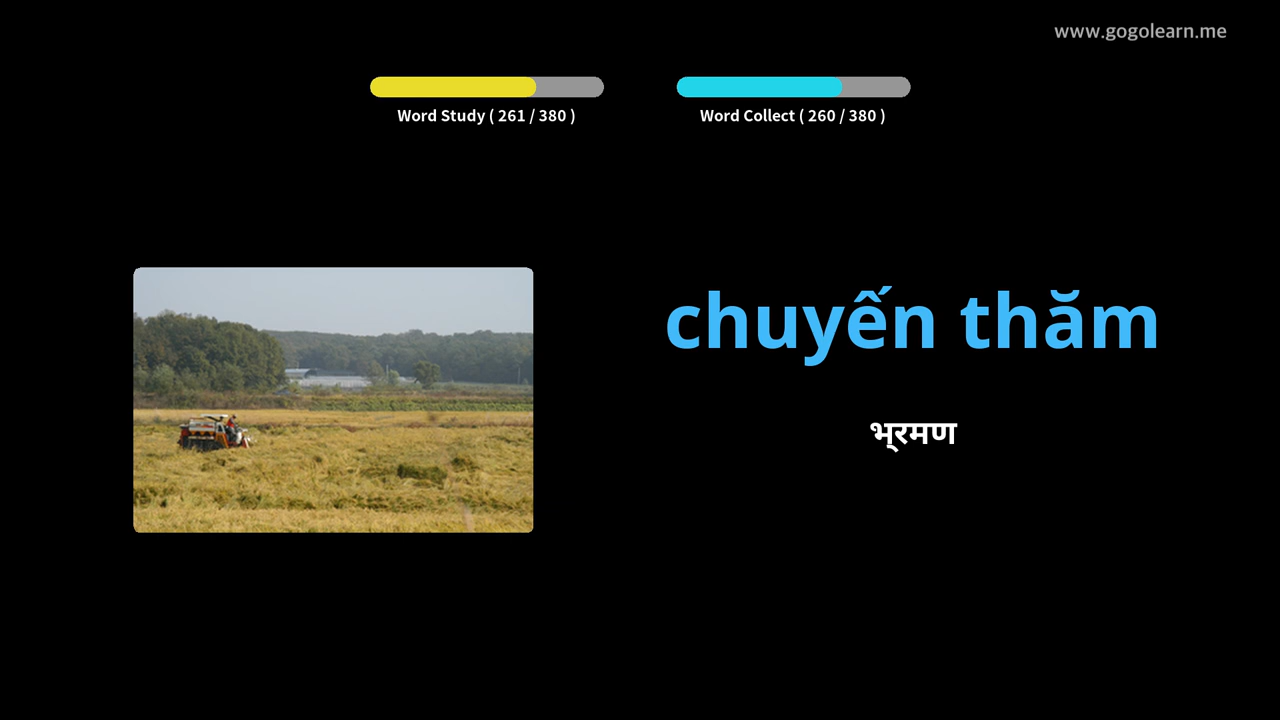 www.gogolearn.me
Word Study ( 261 / 380 )
Word Collect ( 260 / 380 )
chuyến thăm
भ्रमण